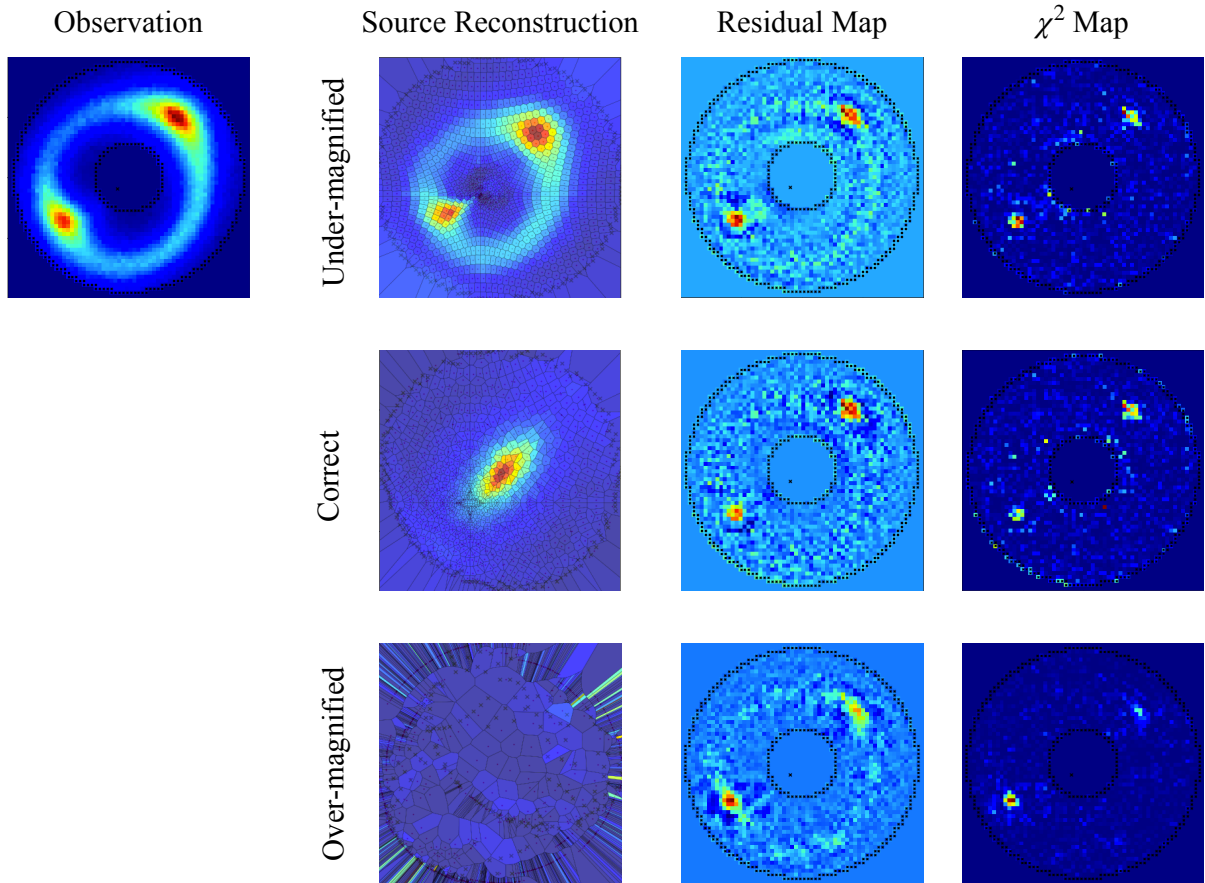 Observation
Source Reconstruction
Residual Map
χ² Map
Under-magnified
Correct
Over-magnified